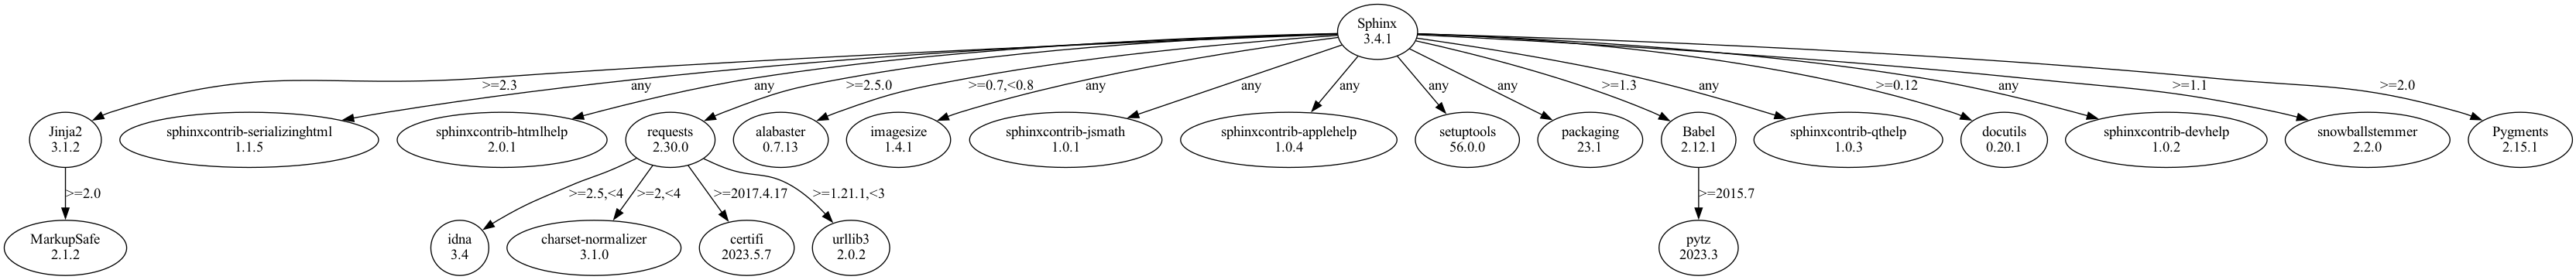 Sphinx
3.4.1
>=2.3
any
any
>=2.5.0
>=0.7,<0.8
any
any
any
any
any
>=1.3
any
>=0.12
any
>=1.1
>=2.0
Jinja2
3.1.2
sphinxcontrib-serializinghtml
1.1.5
sphinxcontrib-htmlhelp
2.0.1
requests
2.30.0
alabaster
0.7.13
imagesize
1.4.1
sphinxcontrib-jsmath
1.0.1
sphinxcontrib-applehelp
1.0.4
setuptools
56.0.0
packaging
23.1
Babel
2.12.1
sphinxcontrib-qthelp
1.0.3
docutils
0.20.1
sphinxcontrib-devhelp
1.0.2
snowballstemmer
2.2.0
Pygments
2.15.1
>=2.0
>=2.5,<4
>=2,<4
>=2017.4.17
>=1.21.1,<3
>=2015.7
MarkupSafe
2.1.2
idna
3.4
charset-normalizer
3.1.0
certifi
2023.5.7
urllib3
2.0.2
pytz
2023.3